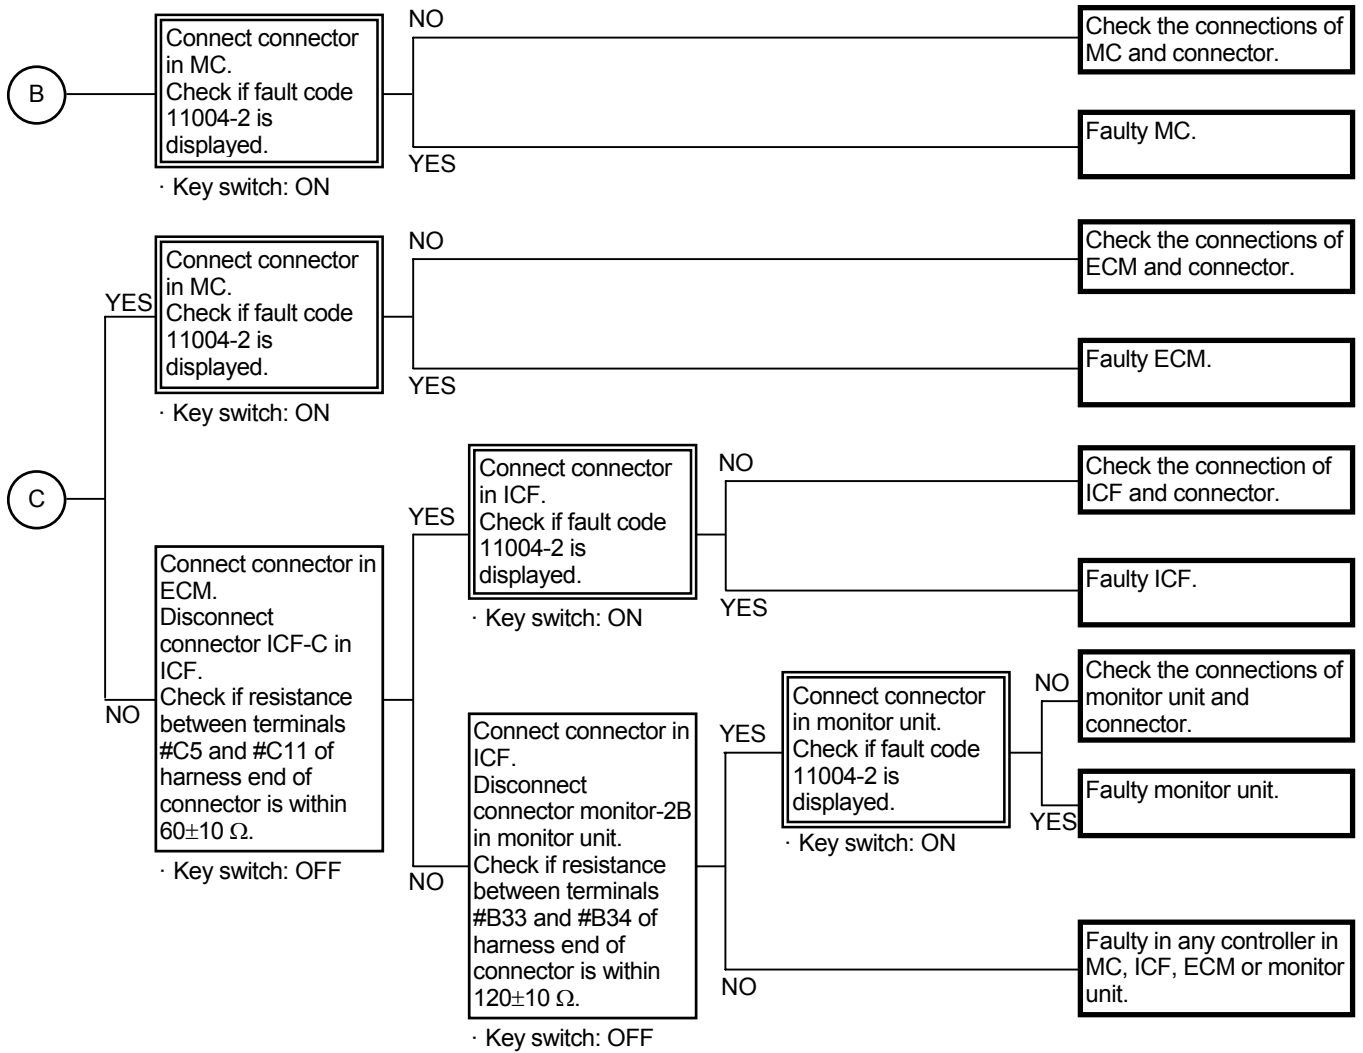 B
Connect connector
in MC.
Check if fault code
11004-2 is
displayed.
· Key switch: ON
NO
YES
Check the connections of
MC and connector.
Faulty MC.
C
YES
Connect connector
in MC.
Check if fault code
11004-2 is
displayed.
· Key switch: ON
NO
YES
Check the connections of
ECM and connector.
Faulty ECM.
NO
Connect connector in
ECM.
Disconnect
connector ICF-C in
ICF.
Check if resistance
between terminals
#C5 and #C11 of
harness end of
connector is within
60±10 Ω.
· Key switch: OFF
YES
Connect connector
in ICF.
Check if fault code
11004-2 is
displayed.
· Key switch: ON
NO
YES
Check the connection of
ICF and connector.
Faulty ICF.
NO
Connect connector in
ICF.
Disconnect
connector monitor-2B
in monitor unit.
Check if resistance
between terminals
#B33 and #B34 of
harness end of
connector is within
120±10 Ω.
· Key switch: OFF
YES
Connect connector
in monitor unit.
Check if fault code
11004-2 is
displayed.
· Key switch: ON
NO
YES
Check the connections of
monitor unit and
connector.
Faulty monitor unit.
NO
Faulty in any controller in
MC, ICF, ECM or monitor
unit.